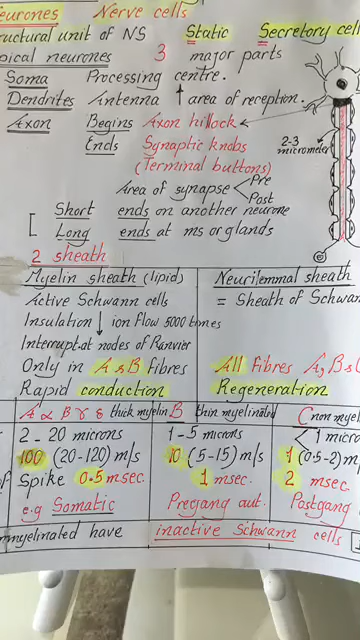 Neurones Nerve cells
Structural unit of NS Static Secretory cell
Typical neurones 3 major parts
Soma Processing centre.
Dendrites Antenna ↑ area of reception.
Axon Begins Axon hillock
Ends Synaptic knobs
(Terminal buttons)
2-3 micrometer
Area of synapse < Pre
Post
[ Short ends on another neurone
Long ends at ms or glands
2 sheath
Myelin sheath (lipid)
Active Schwann cells
Insulation ↓ ion flow 5000 times
Interrupt at nodes of Ranvier
Only in A & B fibres
Rapid conduction
Neurilemmal sheath
= Sheath of Schwan
All fibres A, B &
Regeneration
A α β γ δ thick myelin
2-20 microns
100 (20-120) m/s
Spike 0.5 msec.
e.g Somatic
B thin myelinated
1-5 microns
10 (5-15) m/s
1 msec.
Pregang aut.
C non myel
< 1 micro
1 (0.5-2) m
2 msec.
Postgang
nmyelinated have inactive Schwann cells